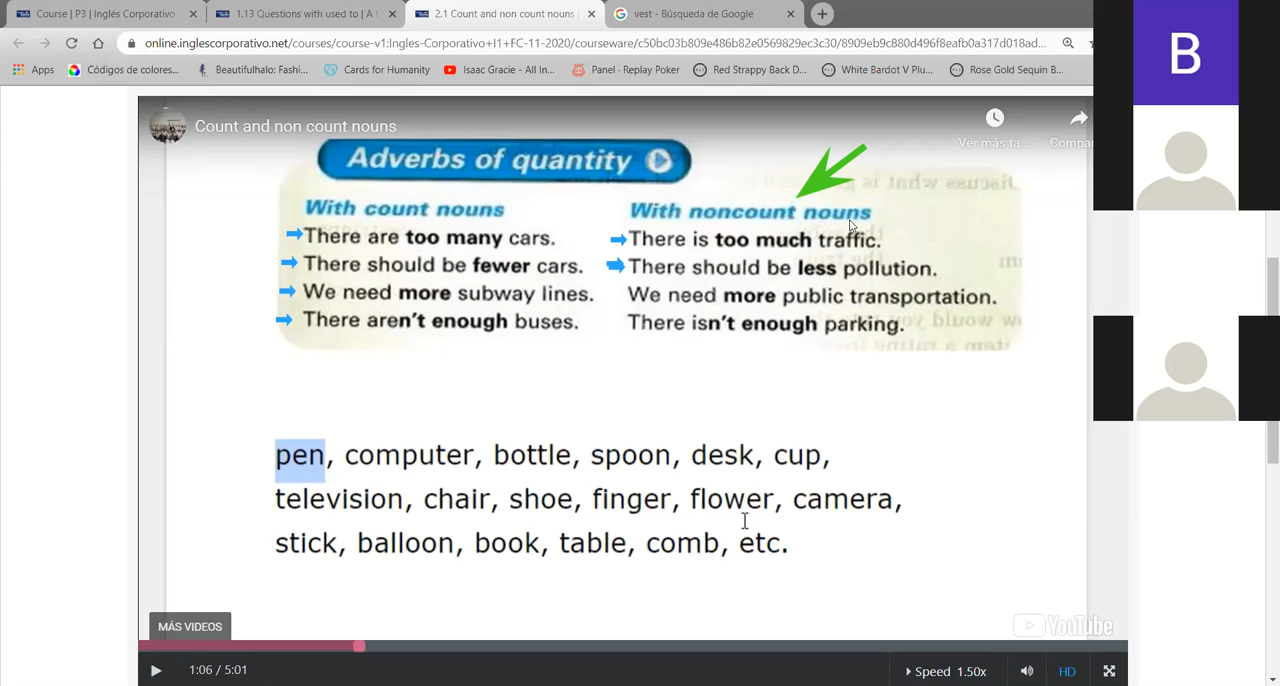 Course | P3 | Inglés Corporativo
1.13 Questions with used to | A t
2.1 Count and non count nouns |
vest - Búsqueda de Google
online.inglescorporativo.net/courses/course-v1:Ingles-Corporativo+I1+FC-11-2020/courseware/c50bc03b809e486b82e0569829ec3c30/8909eb9c880d496f8eafb0a317d018ad...
Apps
Códigos de colores...
Beautifulhalo: Fashi...
Cards for Humanity
Isaac Gracie - All In...
Panel · Replay Poker
Red Strappy Back D...
White Bardot V Plu...
Rose Gold Sequin B...
B
Count and non count nouns
Ver más ta...
Compar
Adverbs of quantity
With count nouns
There are too many cars.
There should be fewer cars.
We need more subway lines.
There aren't enough buses.
With noncount nouns
There is too much traffic.
There should be less pollution.
We need more public transportation.
There isn't enough parking.
pen, computer, bottle, spoon, desk, cup,
television, chair, shoe, finger, flower, camera,
stick, balloon, book, table, comb, etc.
MÁS VIDEOS
YouTube
1:06 / 5:01
Speed 1.50x
HD